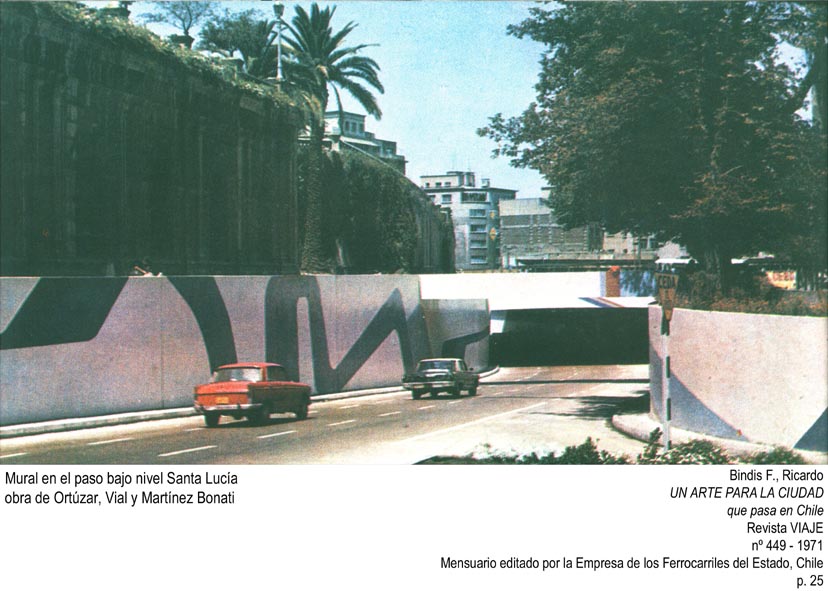 CEDA
Mural en el paso bajo nivel Santa Lucía
obra de Ortúzar, Vial y Martínez Bonati
Bindis F., Ricardo
UN ARTE PARA LA CIUDAD
que pasa en Chile
Revista VIAJE
nº 449 - 1971
Mensuario editado por la Empresa de los Ferrocarriles del Estado, Chile
p. 25